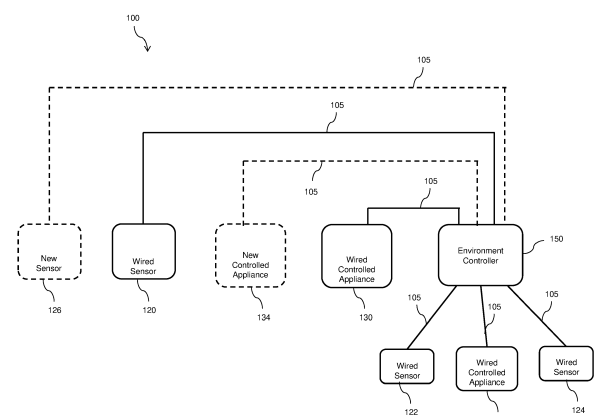 100
105
105
105
105
New
Sensor
Wired
Sensor
New
Controlled
Appliance
Wired
Controlled
Appliance
Environment
Controller
150
126
120
134
130
105
105
105
Wired
Sensor
Wired
Controlled
Appliance
Wired
Sensor
122
124